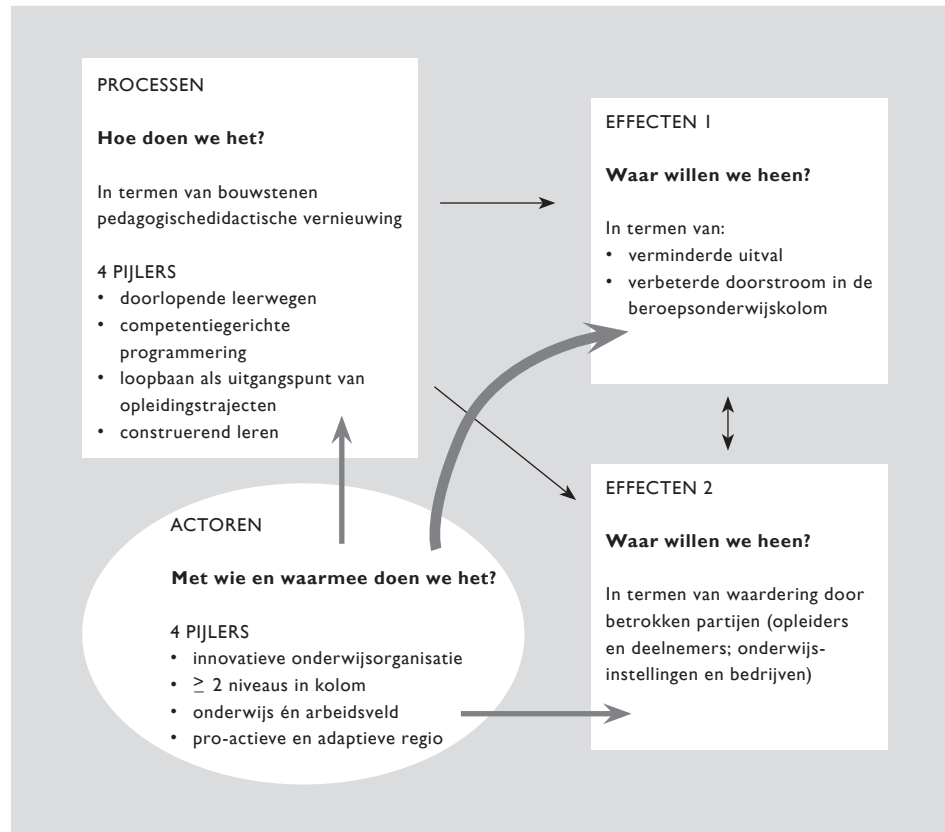 PROCESSEN
Hoe doen we het?
In termen van bouwstenen
pedagogischedidactische vernieuwing
4 PIJLERS
• doorlopende leerwegen
• competentiegerichte
programmering
• loopbaan als uitgangspunt van
opleidingstrajecten
• construerend leren
EFFECTEN 1
Waar willen we heen?
In termen van:
• verminderde uitval
• verbeterde doorstroom in de
beroepsonderwijskolom
ACTOREN
Met wie en waarmee doen we het?
4 PIJLERS
• innovatieve onderwijsorganisatie
• ≥ 2 niveaus in kolom
• onderwijs én arbeidsveld
• pro-actieve en adaptieve regio
EFFECTEN 2
Waar willen we heen?
In termen van waardering door
betrokken partijen (opleiders
en deelnemers; onderwijs-
instellingen en bedrijven)